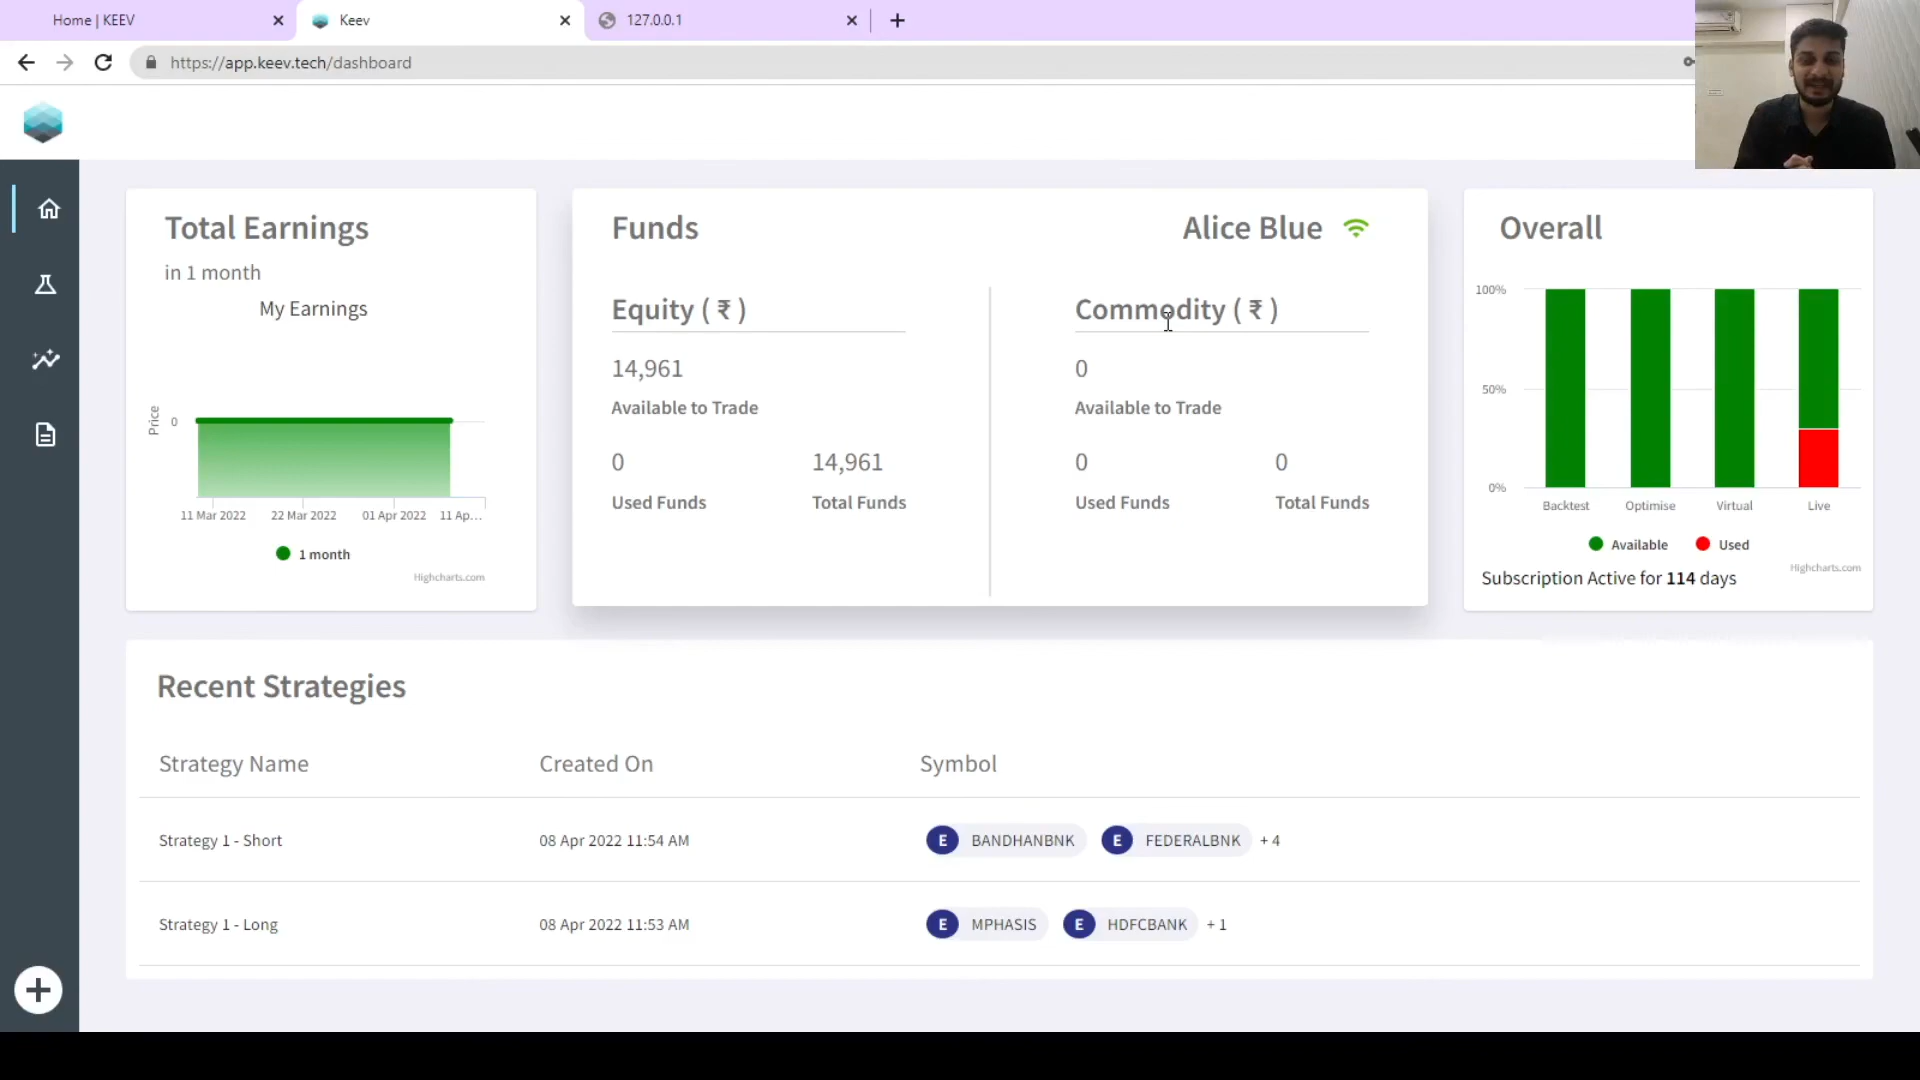 Home | KEEV
Keev
127.0.0.1
https://app.keev.tech/dashboard
Total Earnings
in 1 month
My Earnings
Price
0
11 Mar 2022 22 Mar 2022 01 Apr 2022 11 Ap...
1 month
Highcharts.com
Funds
Alice Blue
Equity ( ₹ )
14,961
Available to Trade
0 14,961
Used Funds Total Funds
Commodity ( ₹ )
0
Available to Trade
0 0
Used Funds Total Funds
Overall
100%
50%
0%
Backtest Optimise Virtual Live
Available Used
Highcharts.com
Subscription Active for 114 days
Recent Strategies
Strategy Name Created On Symbol
Strategy 1 - Short 08 Apr 2022 11:54 AM E BANDHANBNK E FEDERALBNK + 4
Strategy 1 - Long 08 Apr 2022 11:53 AM E MPHASIS E HDFCBANK + 1